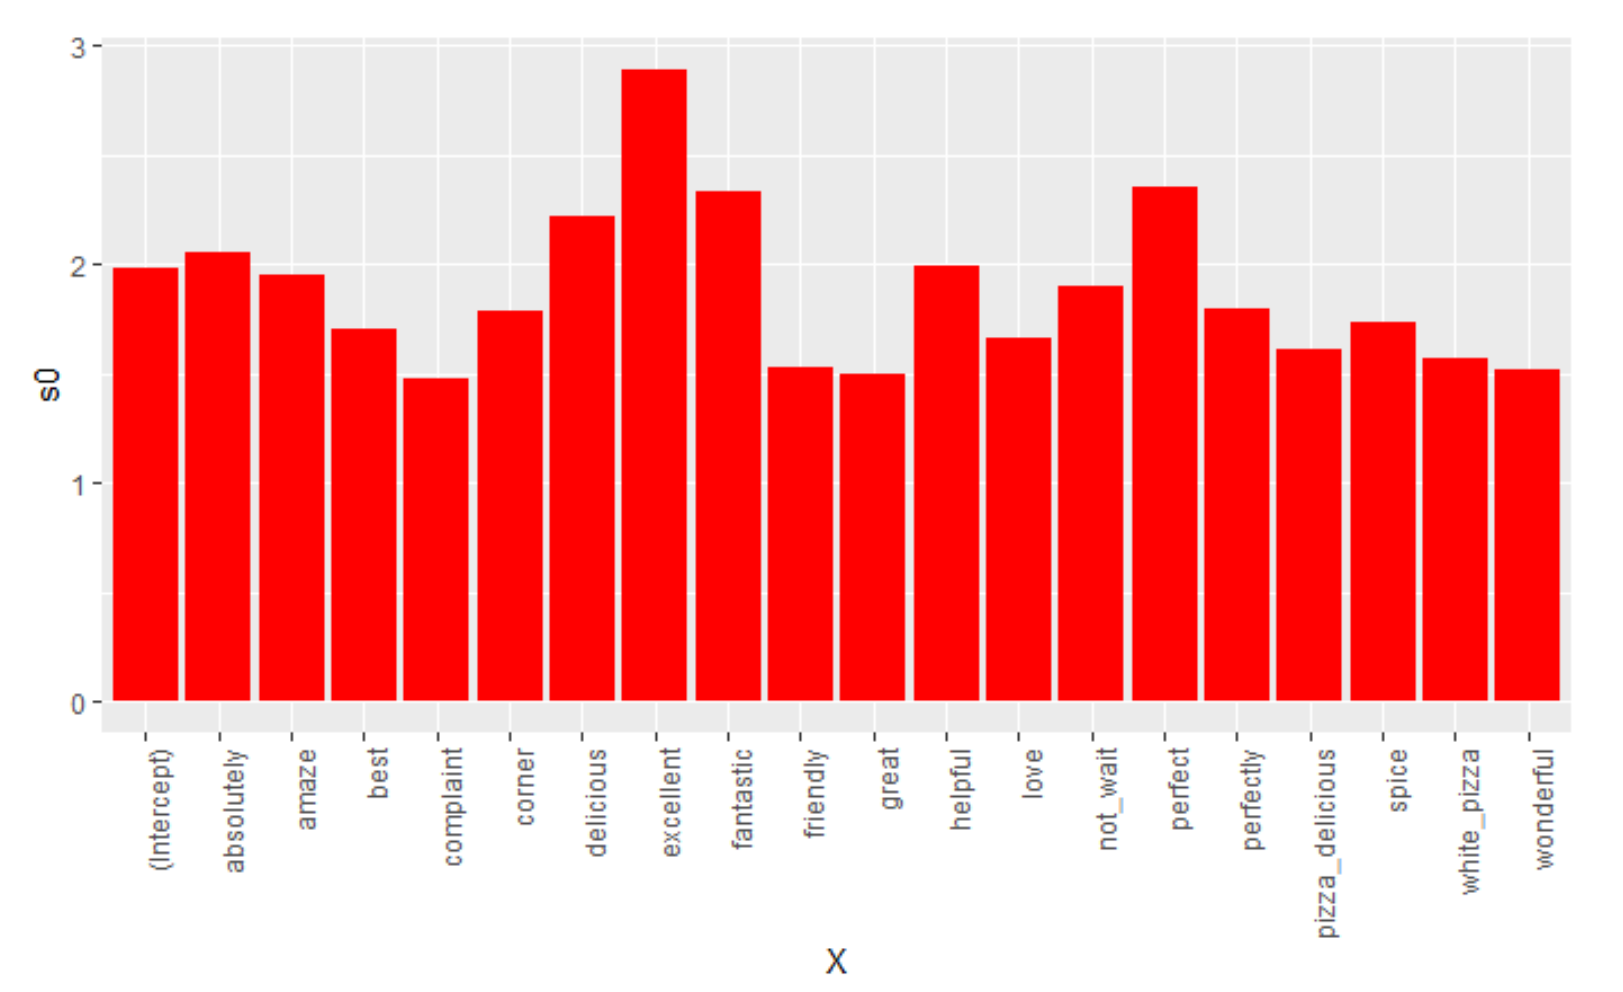 3
2
1
0
s0
(Intercept)
absolutely
amaze
best
complaint
corner
delicious
excellent
fantastic
friendly
great
helpful
love
not_wait
perfect
perfectly
pizza_delicious
spice
white_pizza
wonderful
X